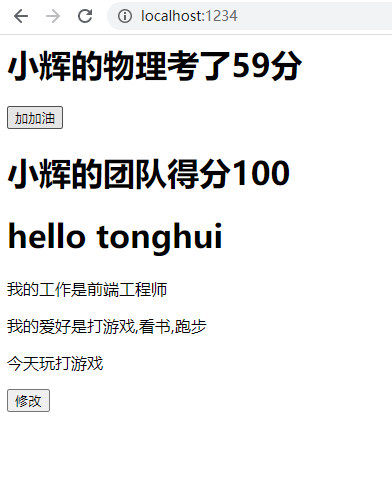 localhost:1234
小辉的物理考了59分
加加油
小辉的团队得分100
hello tonghui
我的工作是前端工程师
我的爱好是打游戏,看书,跑步
今天玩打游戏
修改